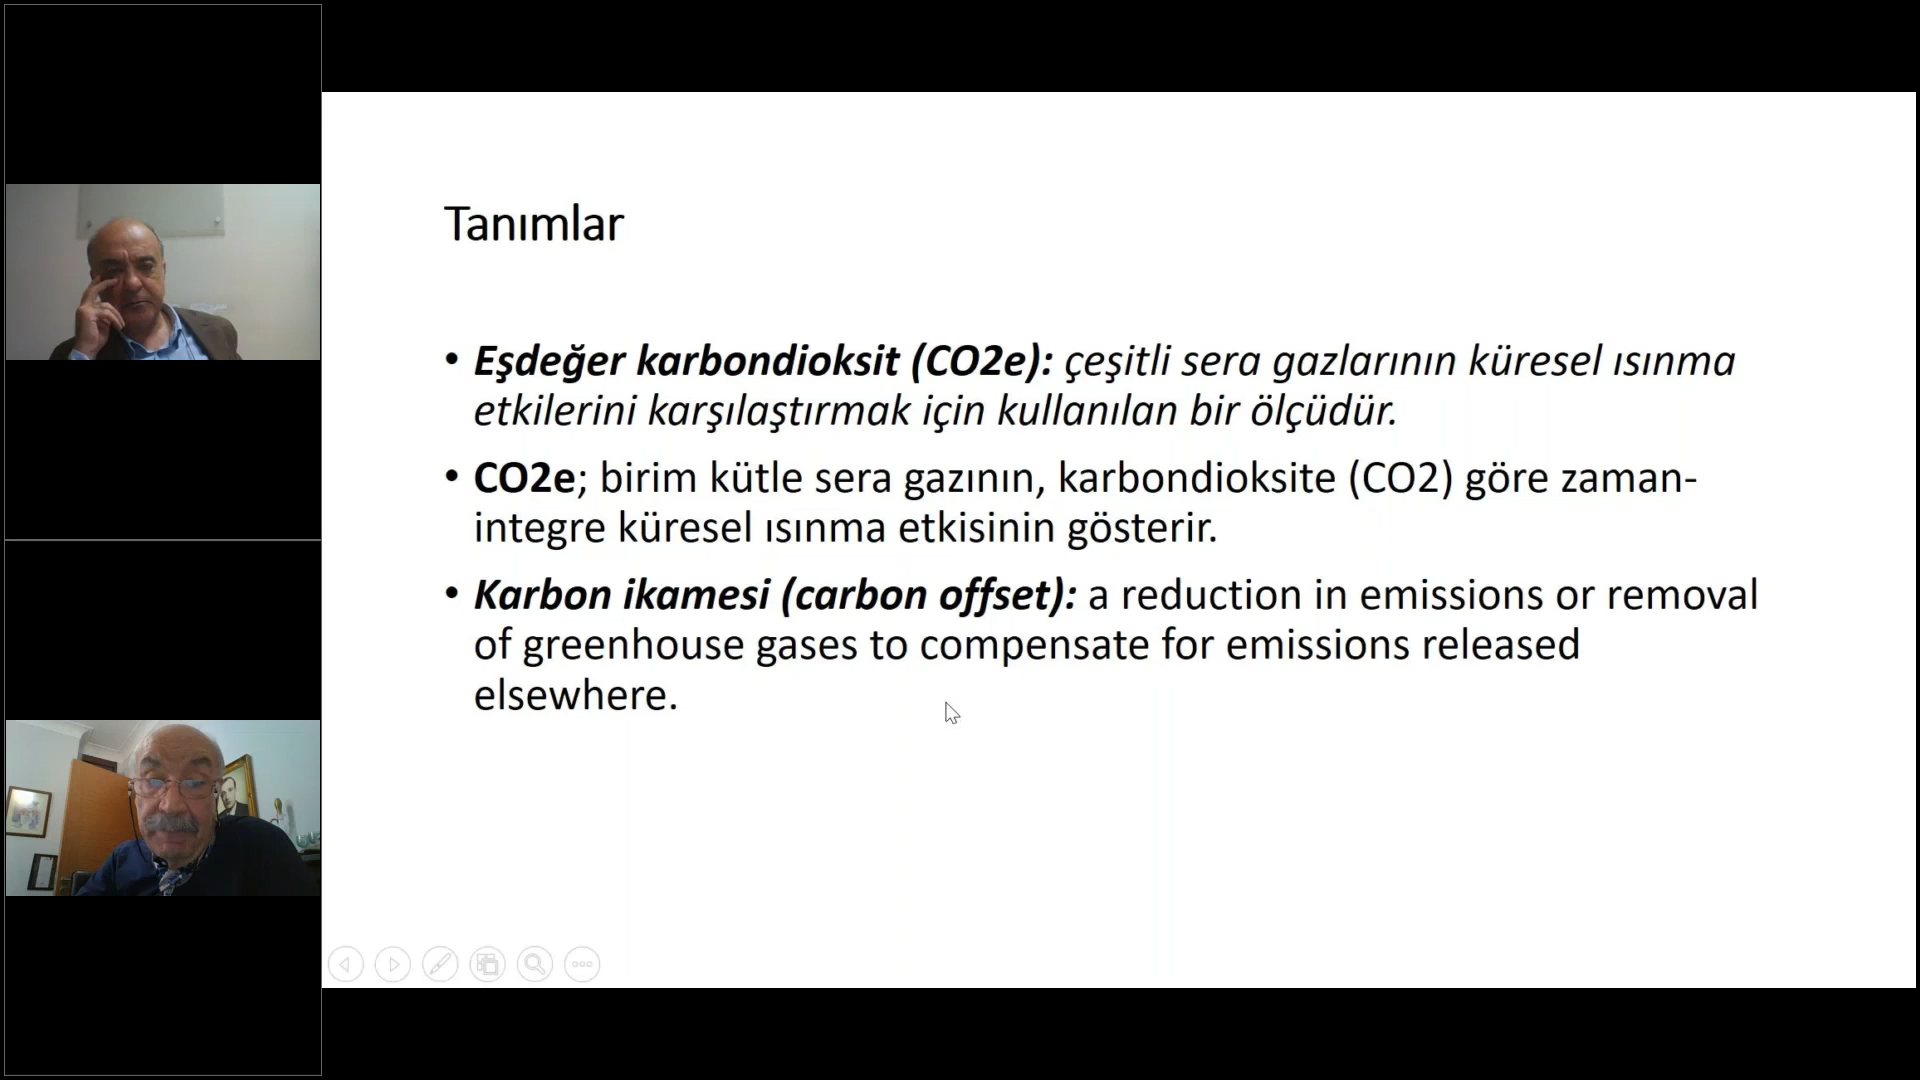 Tanımlar
• Eşdeğer karbondioksit (CO2e): çeşitli sera gazlarının küresel ısınma
etkilerini karşılaştırmak için kullanılan bir ölçüdür.
• CO2e; birim kütle sera gazının, karbondioksite (CO2) göre zaman-
integre küresel ısınma etkisinin gösterir.
• Karbon ikamesi (carbon offset): a reduction in emissions or removal
of greenhouse gases to compensate for emissions released
elsewhere.